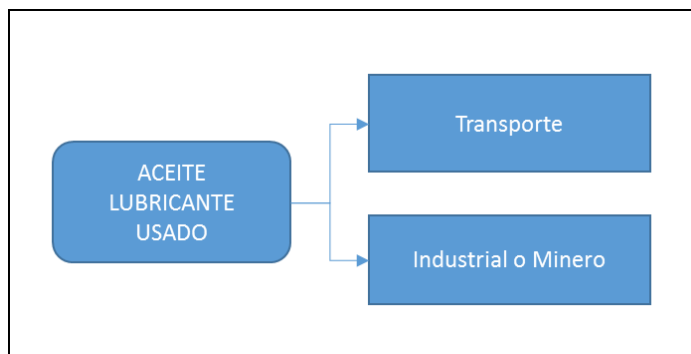 ACEITE
LUBRICANTE
USADO
Transporte
Industrial o Minero